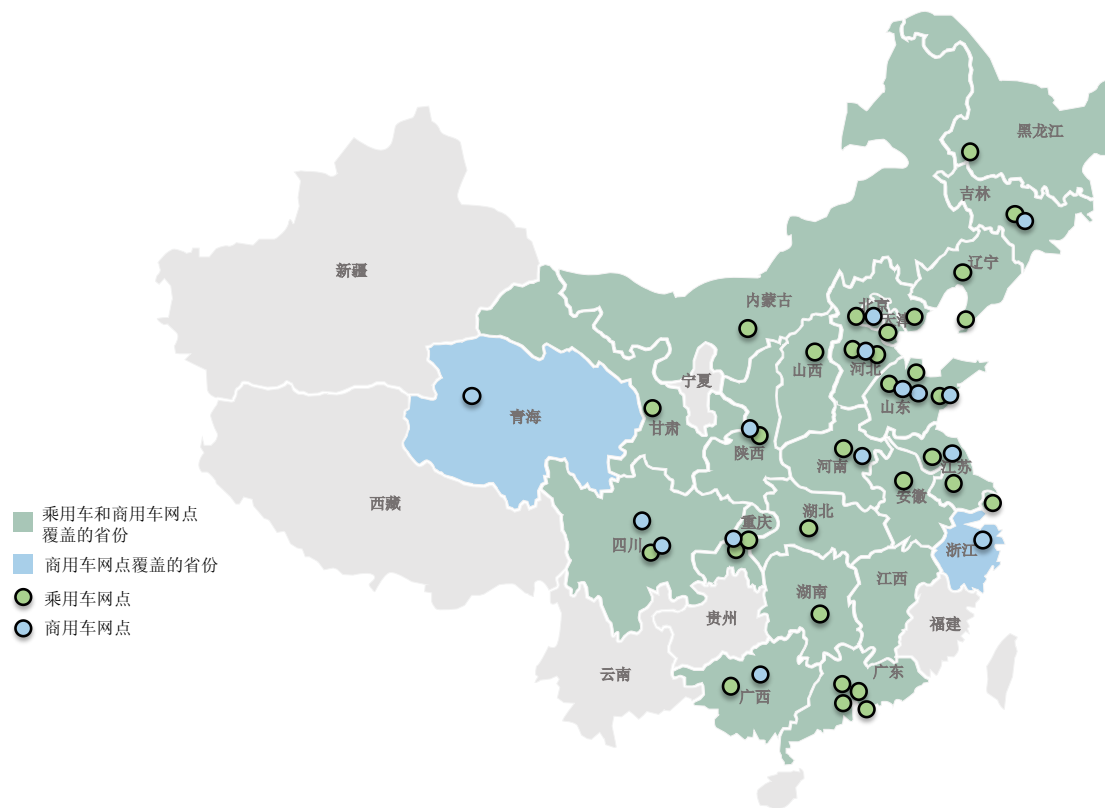 黑龙江
吉林
辽宁
新疆
内蒙古
北京
天津
宁夏
山西
河北
山东
青海
甘肃
陕西
河南
江苏
安徽
西藏
湖北
重庆
四川
浙江
江西
湖南
贵州
福建
云南
广西
广东
乘用车和商用车网点
覆盖的省份
商用车网点覆盖的省份
乘用车网点
商用车网点